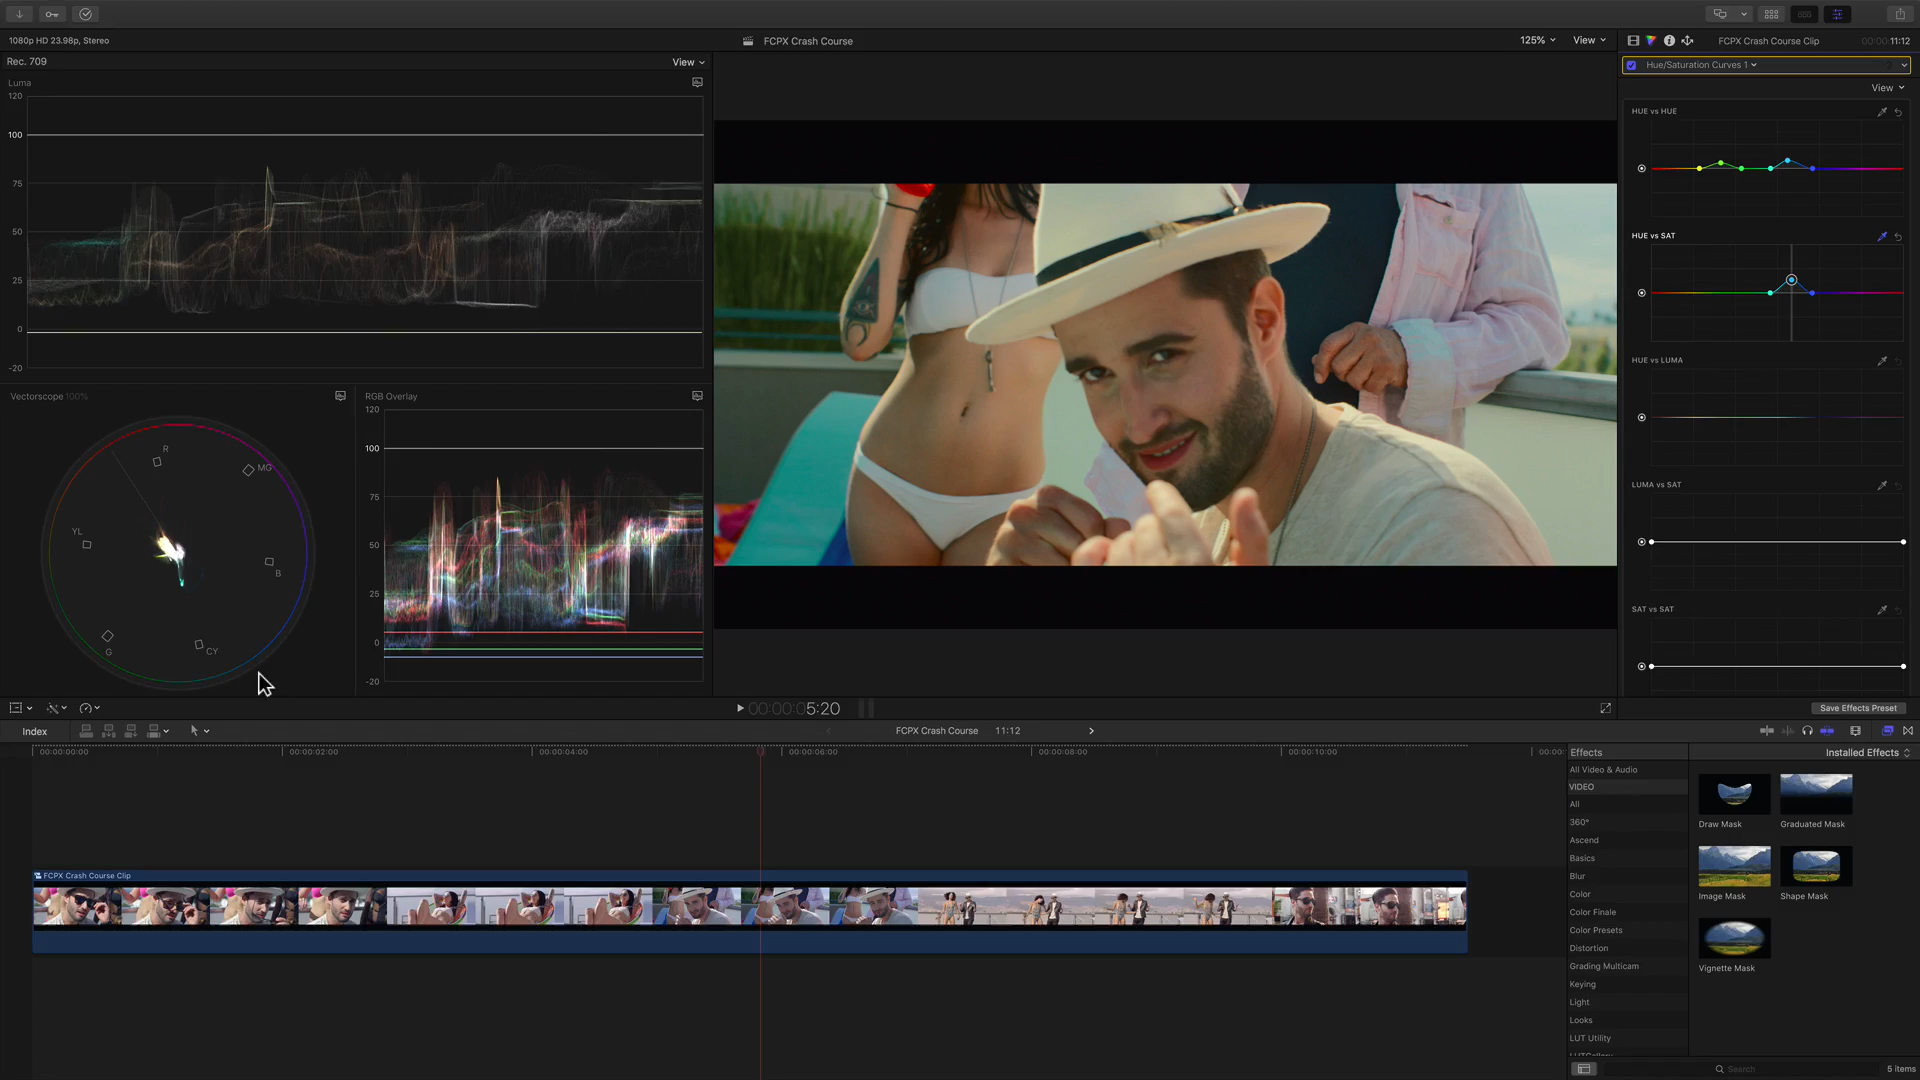 1080p HD 23.98p, Stereo
FCPX Crash Course
125%
View
FCPX Crash Course Clip
00:00:11:12
Rec. 709
View
Hue/Saturation Curves 1
View
Luma
120
100
75
50
25
0
-20
HUE vs HUE
HUE vs SAT
HUE vs LUMA
LUMA vs SAT
SAT vs SAT
Vectorscope 100%
R
MG
YL
B
G
CY
RGB Overlay
120
100
75
50
25
0
-20
00:00:00:05:20
Save Effects Preset
Index
FCPX Crash Course
11:12
00:00:00:00
00:00:02:00
00:00:04:00
00:00:06:00
00:00:08:00
00:00:10:00
00:00:
FCPX Crash Course Clip
Effects
Installed Effects
All Video & Audio
VIDEO
All
360°
Ascend
Basics
Blur
Color
Color Finale
Color Presets
Distortion
Grading Multicam
Keying
Light
Looks
LUT Utility
Draw Mask
Graduated Mask
Image Mask
Shape Mask
Vignette Mask
Search
5 items